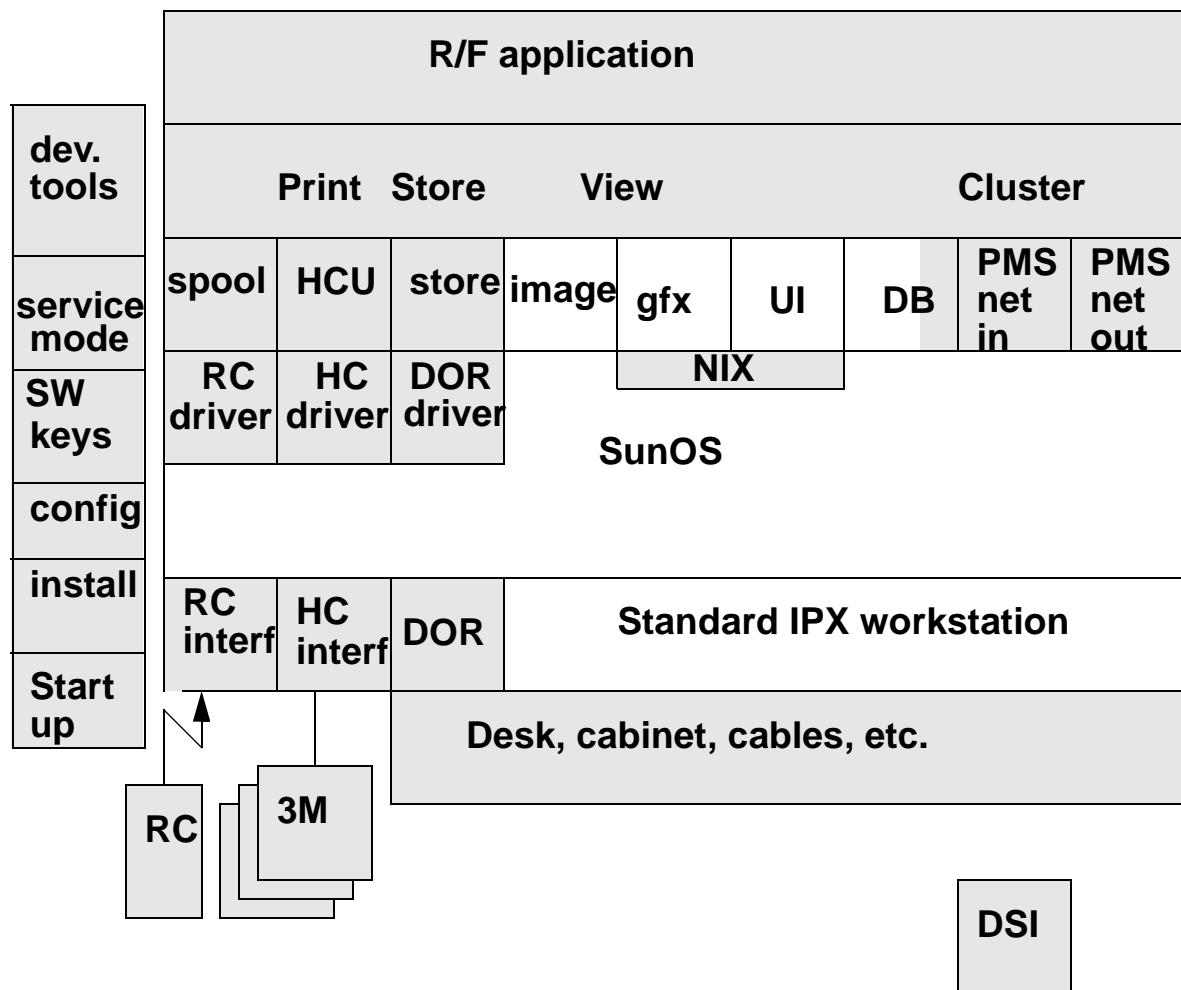 R/F application
dev.
tools
Print Store View Cluster
spool
HCU
store
image
gfx
UI
DB
PMS
net
in
PMS
net
out
service
mode
RC
driver
HC
driver
DOR
driver
NIX
SW
keys
SunOS
config
install
RC
interf
HC
interf
DOR
Standard IPX workstation
Start
up
Desk, cabinet, cables, etc.
RC
3M
DSI